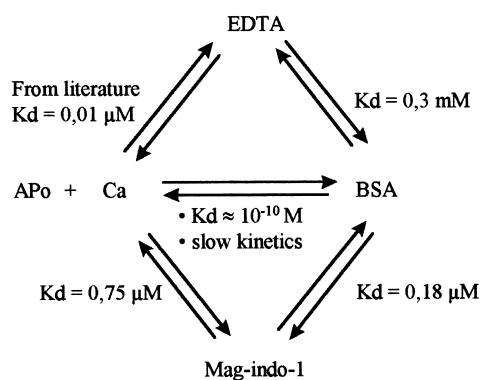 EDTA
From literature
Kd = 0,01 µM
Kd = 0,3 mM
APo + Ca
BSA
• Kd ≈ 10⁻¹⁰ M
• slow kinetics
Kd = 0,75 µM
Kd = 0,18 µM
Mag-indo-1